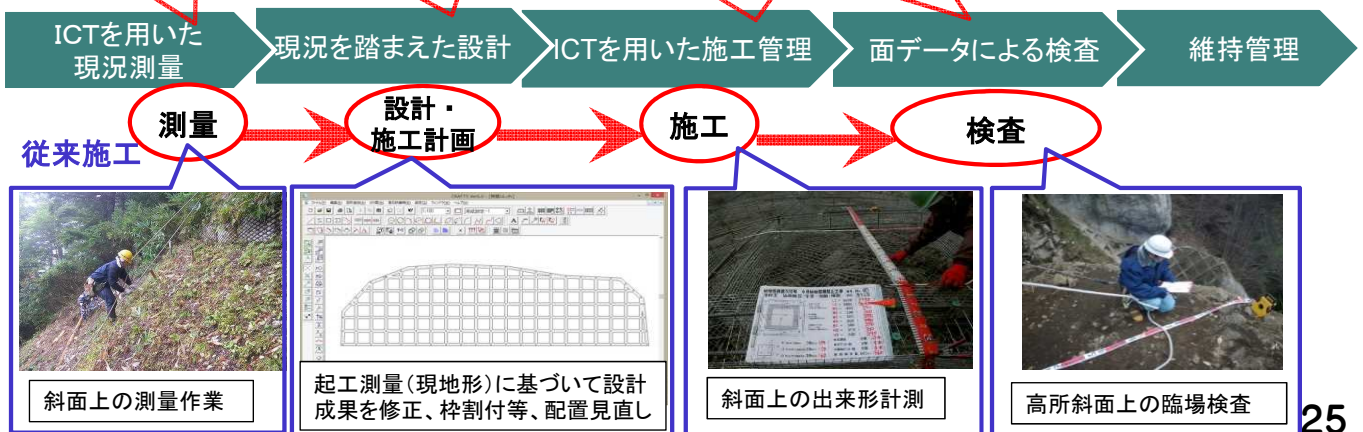 ICTを用いた
現況測量
現況を踏まえた設計
ICTを用いた施工管理
面データによる検査
維持管理
測量
設計・
施工計画
施工
検査
従来施工
斜面上の測量作業
起工測量(現地形)に基づいて設計
成果を修正、枠割付等、配置見直し
斜面上の出来形計測
高所斜面上の臨場検査
25